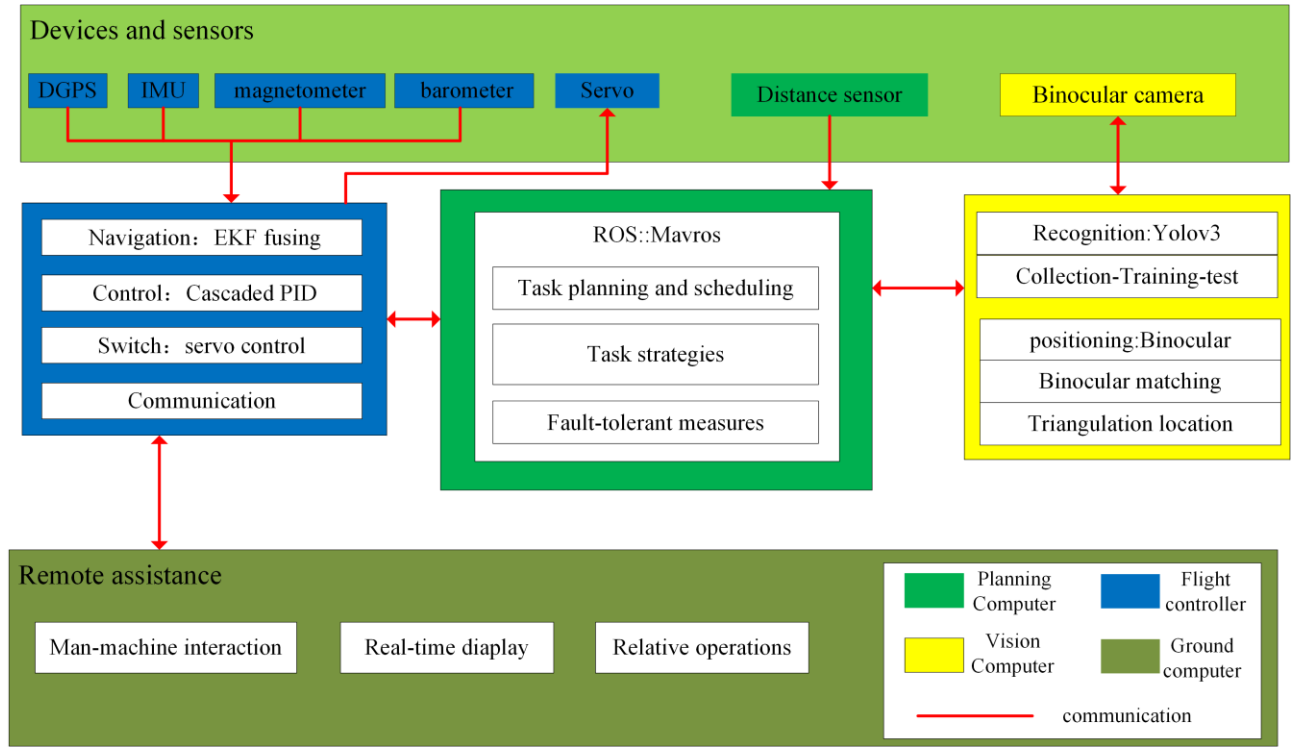 Devices and sensors
DGPS
IMU
magnetometer
barometer
Servo
Distance sensor
Binocular camera
Navigation：EKF fusing
Control：Cascaded PID
Switch：servo control
Communication
ROS::Mavros
Task planning and scheduling
Task strategies
Fault-tolerant measures
Recognition:Yolov3
Collection-Training-test
positioning:Binocular
Binocular matching
Triangulation location
Remote assistance
Man-machine interaction
Real-time diaplay
Relative operations
Planning
Computer
Flight
controller
Vision
Computer
Ground
computer
communication